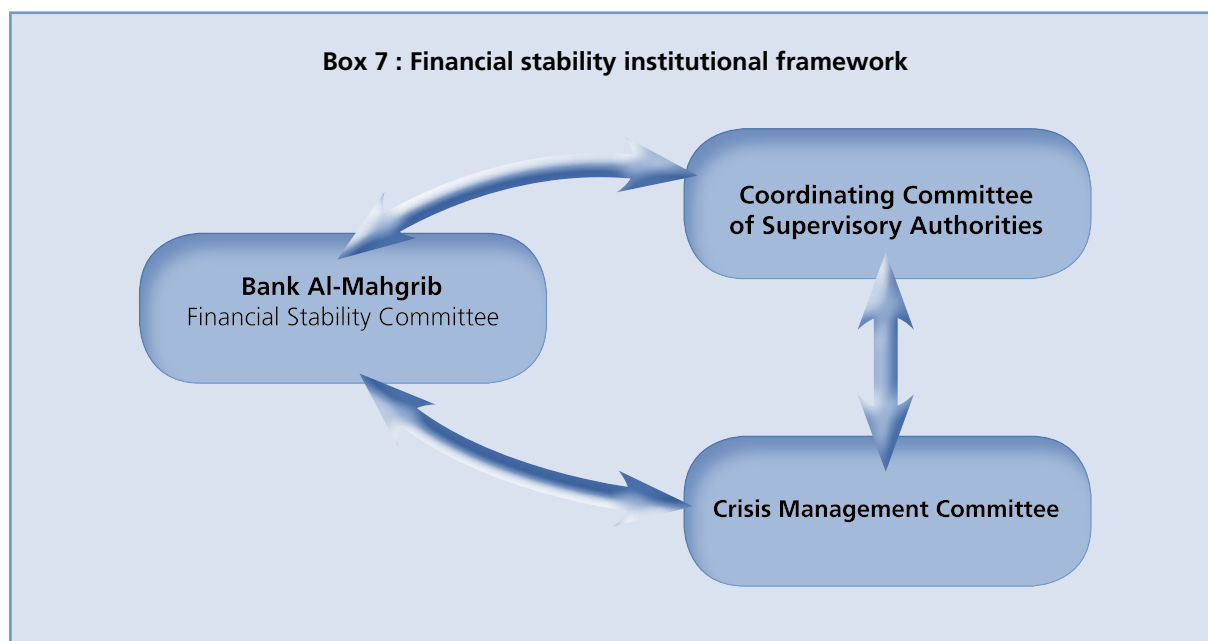 Box 7 : Financial stability institutional framework
Coordinating Committee
of Supervisory Authorities
Bank Al-Mahgrib
Financial Stability Committee
Crisis Management Committee